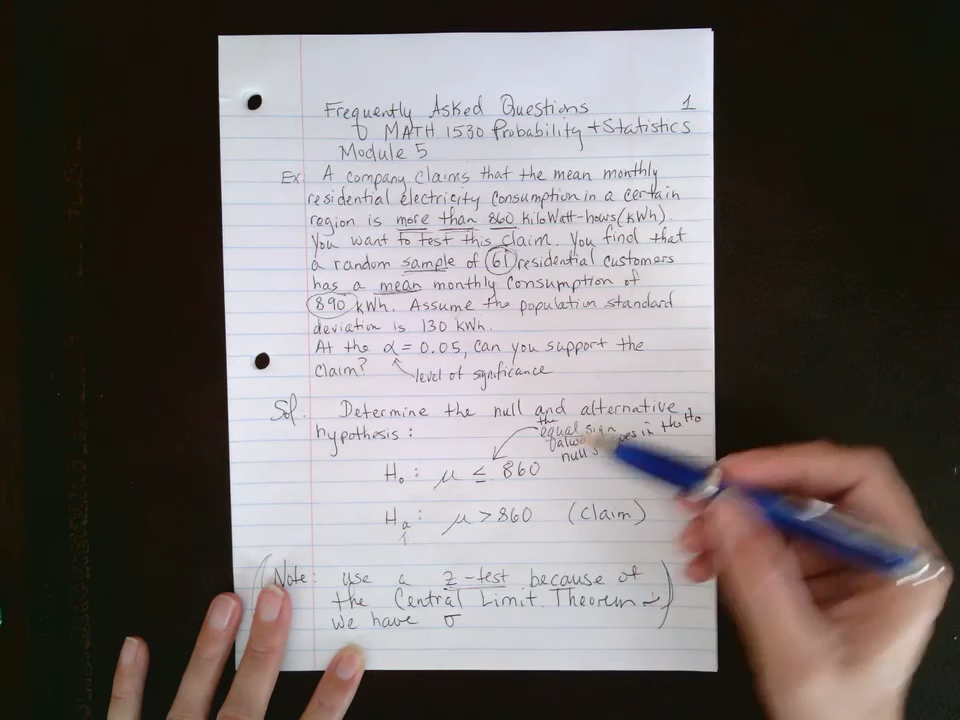 1
Frequently Asked Questions
MATH 1530 Probability + Statistics
Module 5
Ex: A company claims that the mean monthly
residential electricity consumption in a certain
region is more than 860 KiloWatt-hours (kWh).
You want to test this claim. You find that
a random sample of 61 residential customers
has a mean monthly consumption of
890 kWh. Assume the population standard
deviation is 130 kWh.
At the α = 0.05, can you support the
claim?
level of significance
Sol: Determine the null and alternative
hypothesis:
the
equal sign
goes in the Ho
H₀: μ ≤ 860
Hₐ: μ > 860 (claim)
(Note: use a z-test because of
the Central Limit Theorem
we have σ)